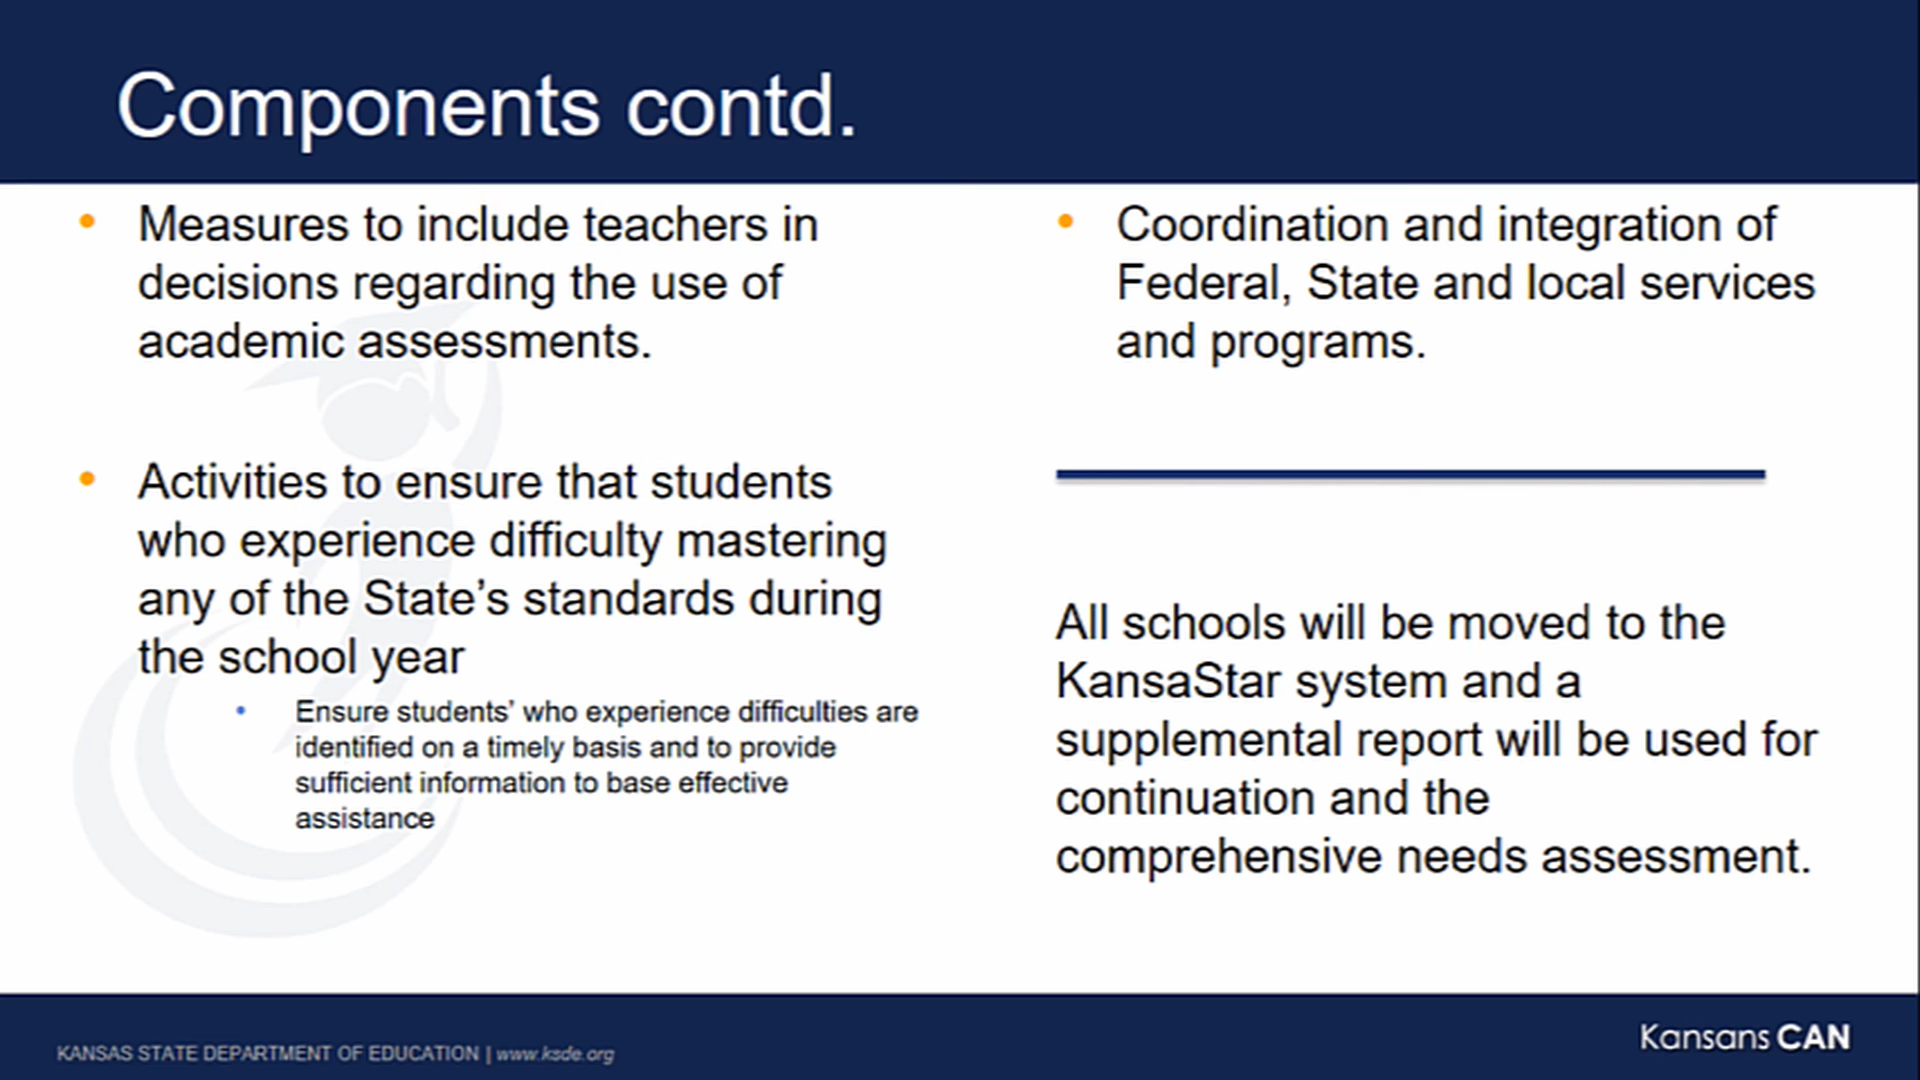 Components contd.
• Measures to include teachers in
decisions regarding the use of
academic assessments.
• Activities to ensure that students
who experience difficulty mastering
any of the State’s standards during
the school year
• Ensure students’ who experience difficulties are
identified on a timely basis and to provide
sufficient information to base effective
assistance
• Coordination and integration of
Federal, State and local services
and programs.
All schools will be moved to the
KansaStar system and a
supplemental report will be used for
continuation and the
comprehensive needs assessment.
KANSAS STATE DEPARTMENT OF EDUCATION | www.ksde.org
Kansans CAN